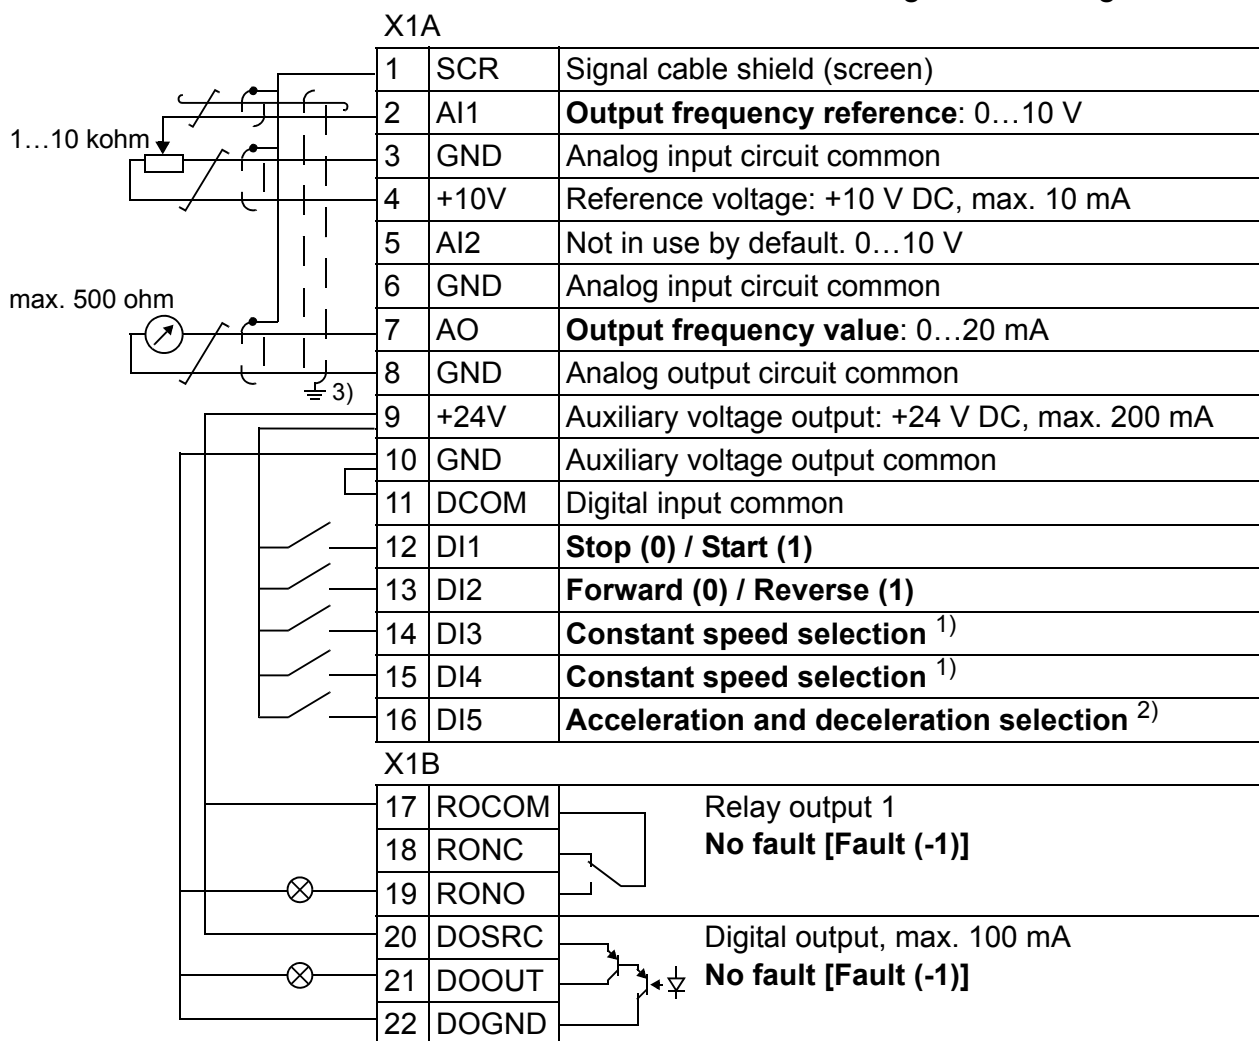 X1A
1 SCR Signal cable shield (screen)
2 AI1 Output frequency reference: 0…10 V
1…10 kohm
3 GND Analog input circuit common
4 +10V Reference voltage: +10 V DC, max. 10 mA
5 AI2 Not in use by default. 0…10 V
6 GND Analog input circuit common
max. 500 ohm
7 AO Output frequency value: 0…20 mA
8 GND Analog output circuit common
3)
9 +24V Auxiliary voltage output: +24 V DC, max. 200 mA
10 GND Auxiliary voltage output common
11 DCOM Digital input common
12 DI1 Stop (0) / Start (1)
13 DI2 Forward (0) / Reverse (1)
14 DI3 Constant speed selection 1)
15 DI4 Constant speed selection 1)
16 DI5 Acceleration and deceleration selection 2)
X1B
17 ROCOM Relay output 1
18 RONC No fault [Fault (-1)]
19 RONO
20 DOSRC Digital output, max. 100 mA
21 DOOUT No fault [Fault (-1)]
22 DOGND